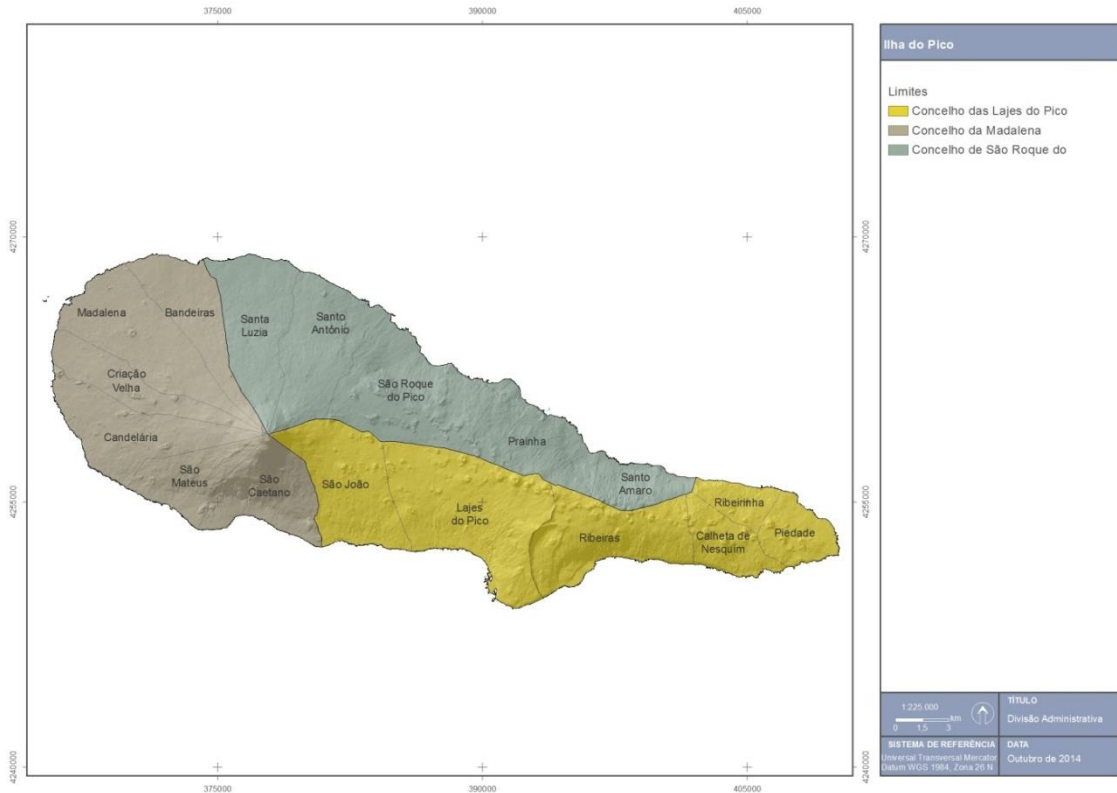 375000
390000
405000
4270000
4270000
4255000
4255000
4240000
4240000
375000
390000
405000
Madalena
Bandeiras
Santa
Luzia
Santo
António
Criação
Velha
São Roque
do Pico
Candelária
Prainha
São
Mateus
São
Caetano
São João
Santo
Amaro
Lajes
do Pico
Ribeirinha
Ribeiras
Calheta de
Nesquim
Piedade
Ilha do Pico
Limites
Concelho das Lajes do Pico
Concelho da Madalena
Concelho de São Roque do
1:225.000
km
0 1,5 3
TÍTULO
Divisão Administrativa
SISTEMA DE REFERÊNCIA
Universal Transversal Mercator
Datum WGS 1984, Zona 26 N
DATA
Outubro de 2014